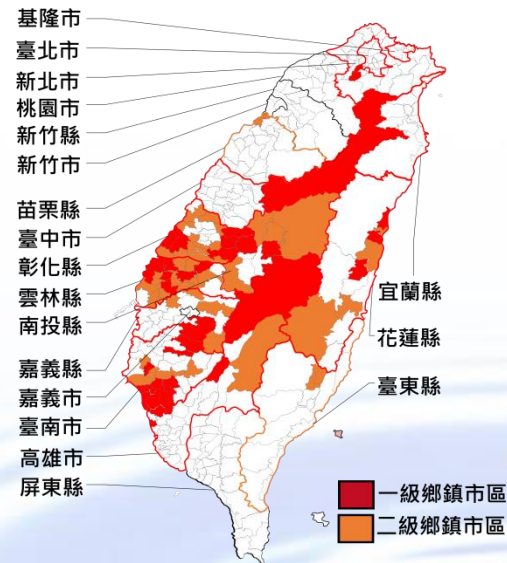 基隆市
臺北市
新北市
桃園市
新竹縣
新竹市
苗栗縣
臺中市
彰化縣
雲林縣
南投縣
嘉義縣
嘉義市
臺南市
高雄市
屏東縣
宜蘭縣
花蓮縣
臺東縣
一級鄉鎮市區
二級鄉鎮市區